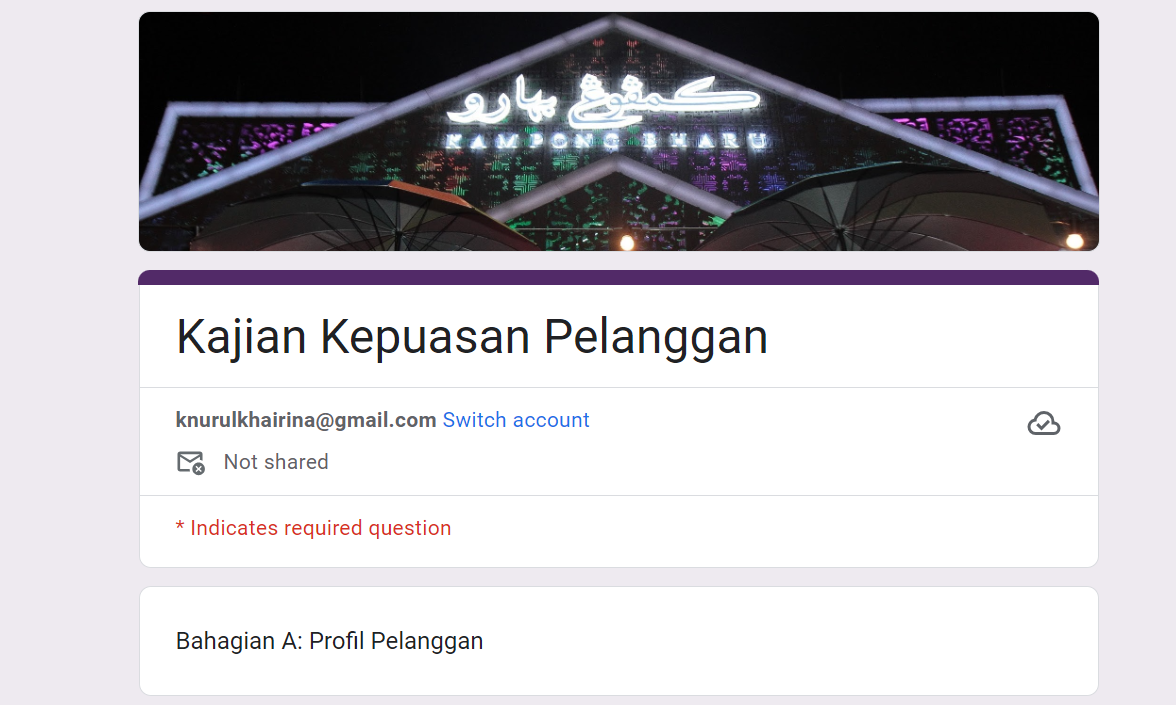 كمڤوڠ بهارو
KAMPONG BHARU
Kajian Kepuasan Pelanggan
knurulkhairina@gmail.com Switch account
Not shared
* Indicates required question
Bahagian A: Profil Pelanggan